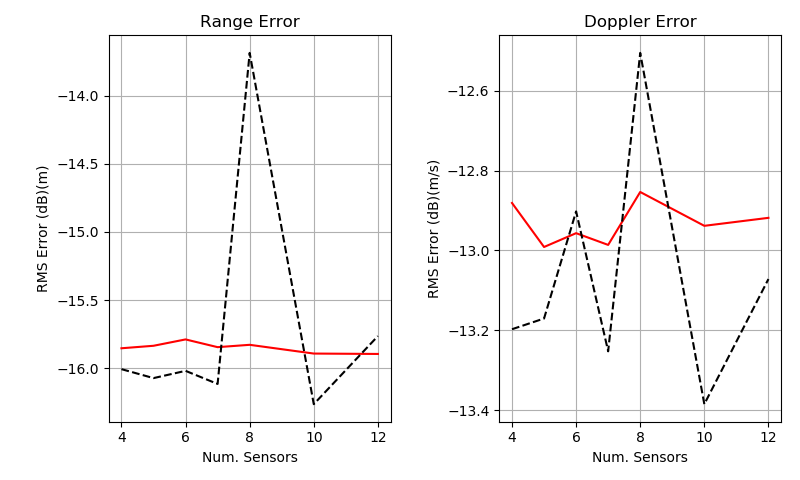 Range Error
RMS Error (dB)(m)
−14.0
−14.5
−15.0
−15.5
−16.0
4 6 8 10 12
Num. Sensors
Doppler Error
RMS Error (dB)(m/s)
−12.6
−12.8
−13.0
−13.2
−13.4
4 6 8 10 12
Num. Sensors